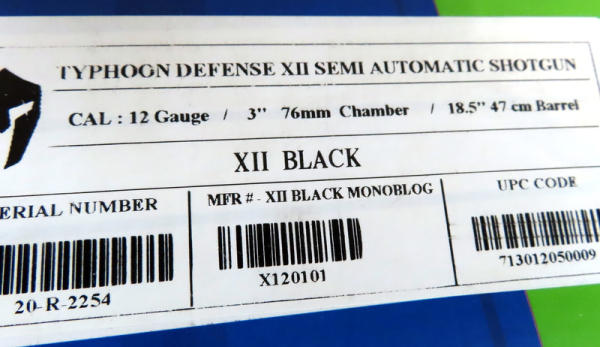 TYPHOON DEFENSE XII SEMI AUTOMATIC SHOTGUN
CAL : 12 Gauge / 3" 76mm Chamber / 18.5" 47 cm Barrel
XII BLACK
ERIAL NUMBER
20-R-2254
MFR # - XII BLACK MONOBLOG
X120101
UPC CODE
713012050009